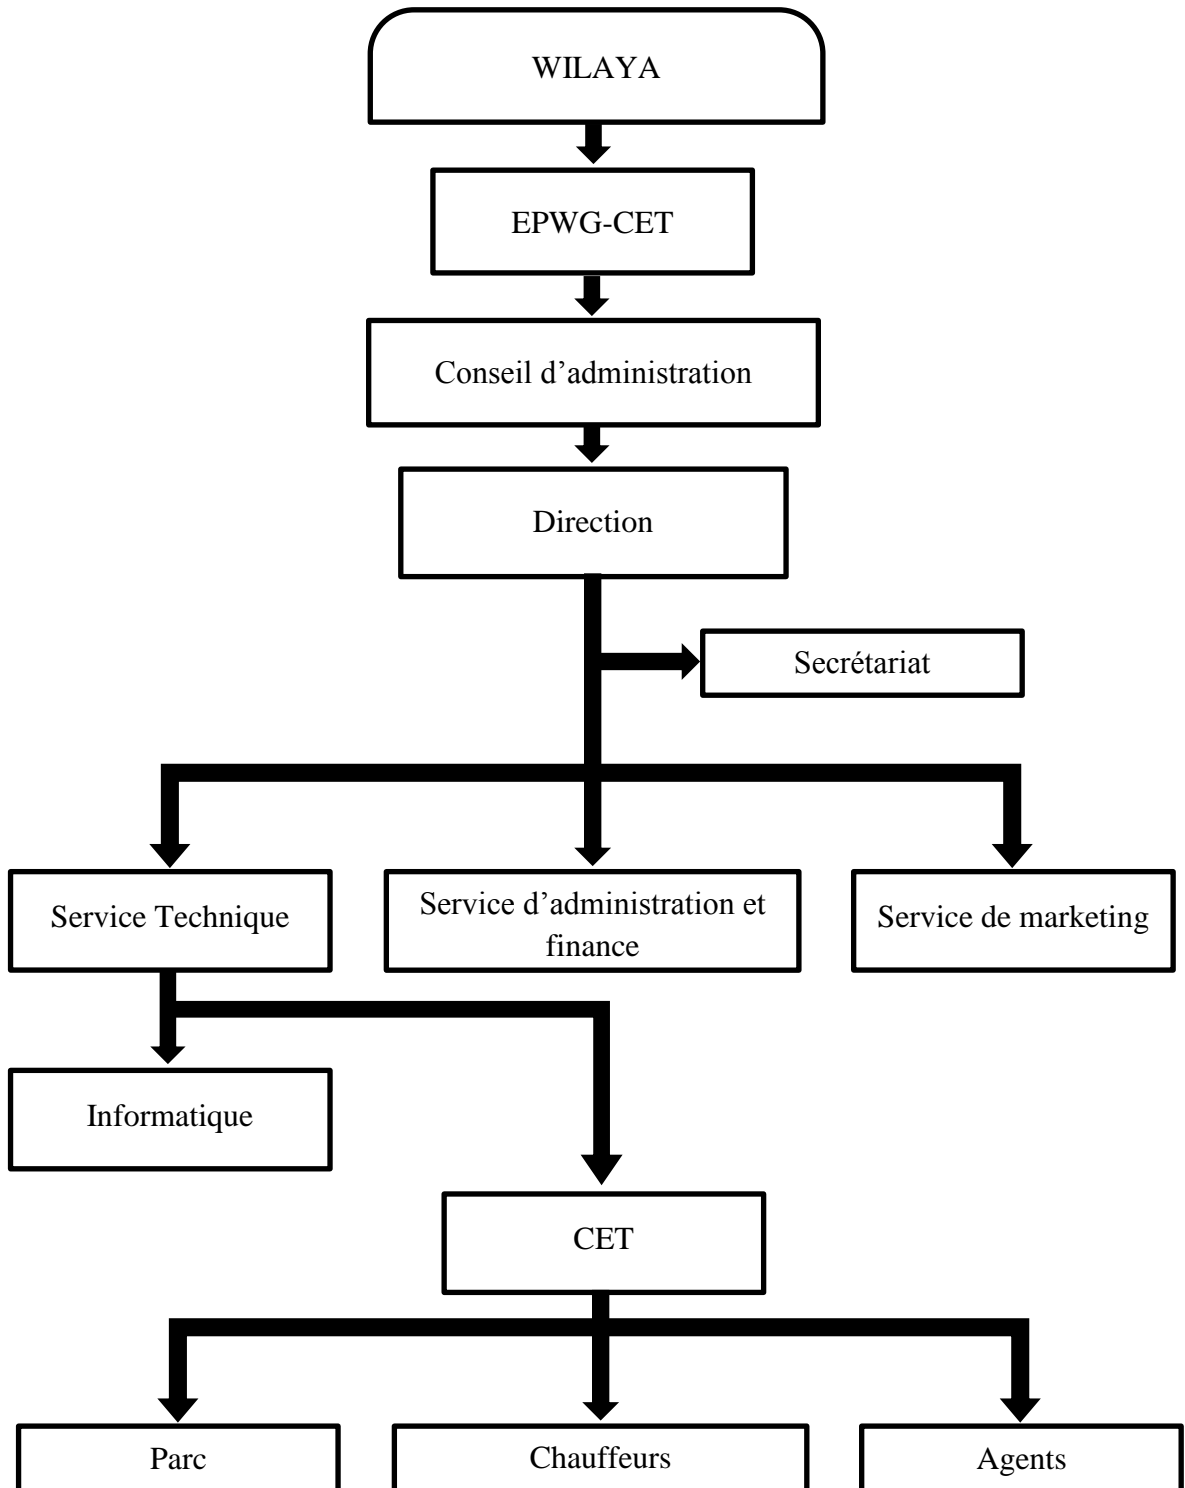 WILAYA
EPWG-CET
Conseil d’administration
Direction
Secrétariat
Service Technique
Service d’administration et
finance
Service de marketing
Informatique
CET
Parc
Chauffeurs
Agents